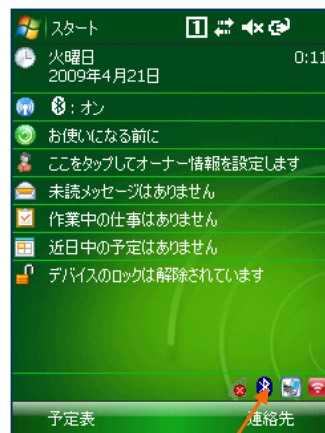 スタート 1
火曜日 0:11
2009年4月21日
: オン
お使いになる前に
ここをタップしてオーナー情報を設定します
未読メッセージはありません
作業中の仕事はありません
近日中の予定はありません
デバイスのロックは解除されています
予定表 連絡先